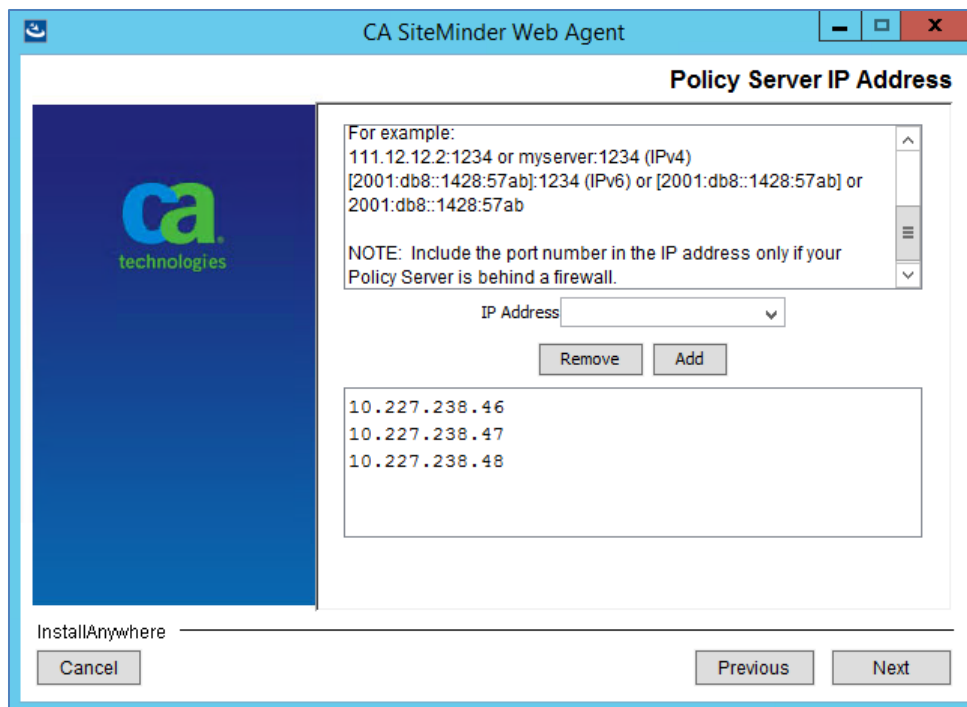 CA SiteMinder Web Agent
Policy Server IP Address
ca
technologies
For example:
111.12.12.2:1234 or myserver:1234 (IPv4)
[2001:db8::1428:57ab]:1234 (IPv6) or [2001:db8::1428:57ab] or
2001:db8::1428:57ab
NOTE:  Include the port number in the IP address only if your
Policy Server is behind a firewall.
IP Address
Remove Add
10.227.238.46
10.227.238.47
10.227.238.48
InstallAnywhere
Cancel Previous Next